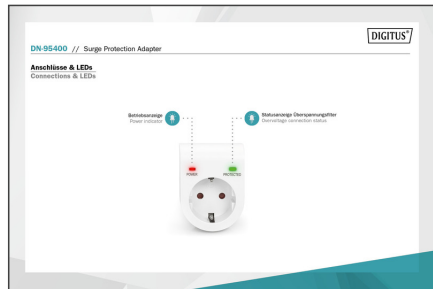 DIGITUS®
DN-95400 // Surge Protection Adapter
Anschlüsse & LEDs
Connections & LEDs
Betriebsanzeige
Power indicator
Statusanzeige Überspannungsfilter
Overvoltage connection status
POWER
PROTECTED